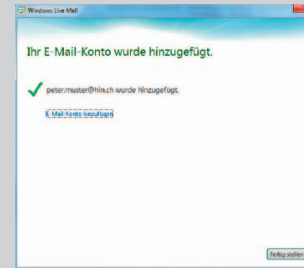 Windows Live Mail
Ihr E-Mail-Konto wurde hinzugefügt.
peter.muster@hin.ch wurde hinzugefügt.
E-Mail-Konto hinzufügen
Fertig stellen